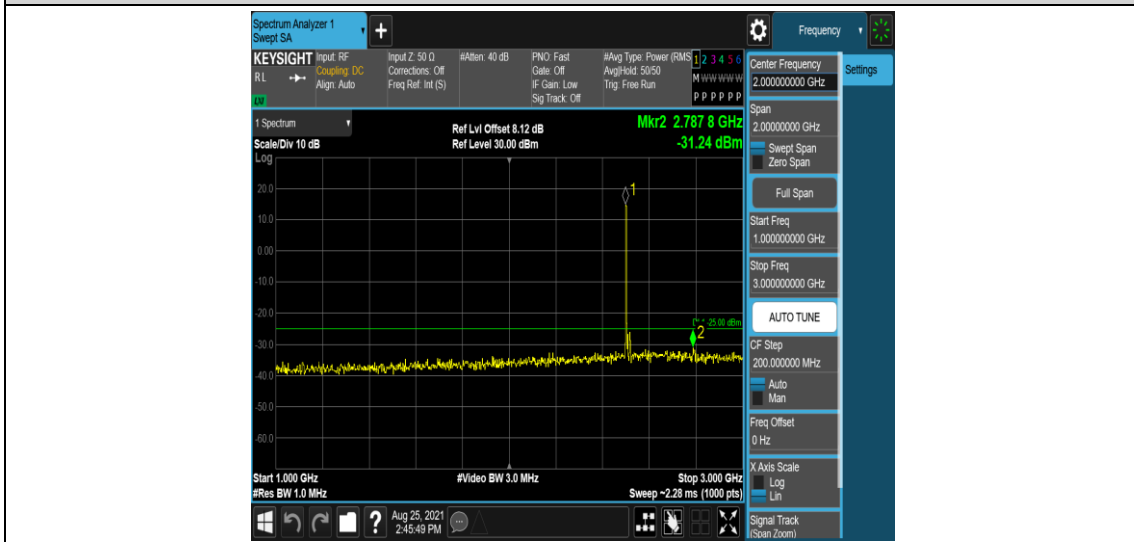 Spectrum Analyzer 1
Swept SA
+
Frequency
KEYSIGHT
RL
LXI
Input: RF
Coupling: DC
Align: Auto
Input Z: 50 Ω
Corrections: Off
Freq Ref: Int (S)
#Atten: 40 dB
PNO: Fast
Gate: Off
IF Gain: Low
Sig Track: Off
#Avg Type: Power (RMS
Avg|Hold: 50/50
Trig: Free Run
1 2 3 4 5 6
M W W W W W
P P P P P P
1 Spectrum
Scale/Div 10 dB
Log
Ref Lvl Offset 8.12 dB
Ref Level 30.00 dBm
Mkr2 2.787 8 GHz
-31.24 dBm
20.0
10.0
0.00
-10.0
-20.0
-30.0
-40.0
-50.0
-60.0
1
-25.00 dBm
2
Start 1.000 GHz
#Res BW 1.0 MHz
#Video BW 3.0 MHz
Stop 3.000 GHz
Sweep ~2.28 ms (1000 pts)
?
Aug 25, 2021
2:45:49 PM
Center Frequency
2.000000000 GHz
Settings
Span
2.00000000 GHz
Swept Span
Zero Span
Full Span
Start Freq
1.000000000 GHz
Stop Freq
3.000000000 GHz
AUTO TUNE
CF Step
200.000000 MHz
Auto
Man
Freq Offset
0 Hz
X Axis Scale
Log
Lin
Signal Track
(Span Zoom)